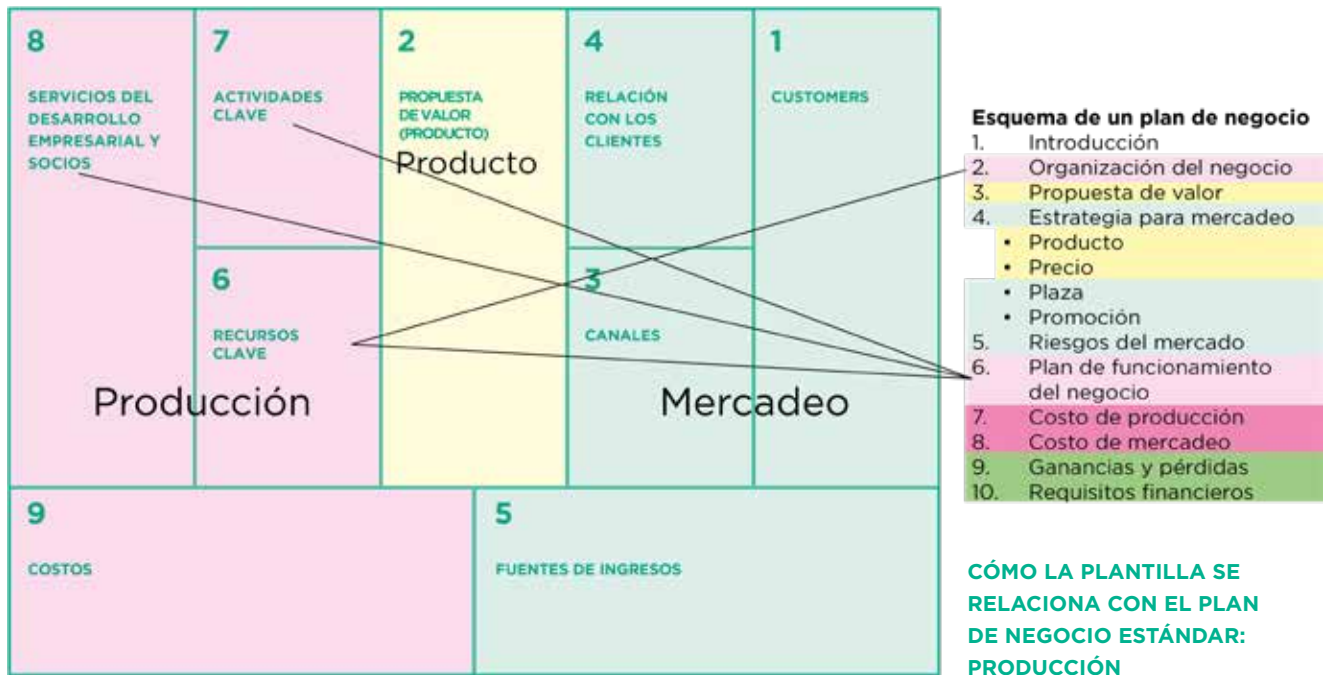 8
SERVICIOS DEL
DESARROLLO
EMPRESARIAL Y
SOCIOS
7
ACTIVIDADES
CLAVE
2
PROPUESTA
DE VALOR
(PRODUCTO)
Producto
4
RELACIÓN
CON LOS
CLIENTES
1
CUSTOMERS
6
RECURSOS
CLAVE
3
CANALES
Producción
Mercadeo
9
COSTOS
5
FUENTES DE INGRESOS
Esquema de un plan de negocio
1. Introducción
2. Organización del negocio
3. Propuesta de valor
4. Estrategia para mercadeo
• Producto
• Precio
• Plaza
• Promoción
5. Riesgos del mercado
6. Plan de funcionamiento
del negocio
7. Costo de producción
8. Costo de mercadeo
9. Ganancias y pérdidas
10. Requisitos financieros
CÓMO LA PLANTILLA SE
RELACIONA CON EL PLAN
DE NEGOCIO ESTÁNDAR:
PRODUCCIÓN